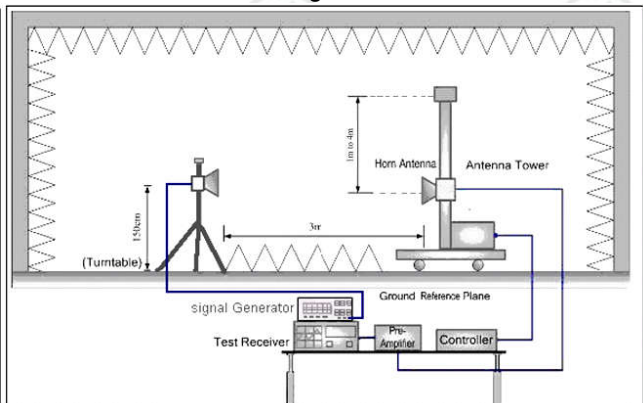 1m to 4m
Horn Antenna
Antenna Tower
150cm
3m
(Turntable)
Ground Reference Plane
signal Generator
Test Receiver
Pre-
Amplifier
Controller